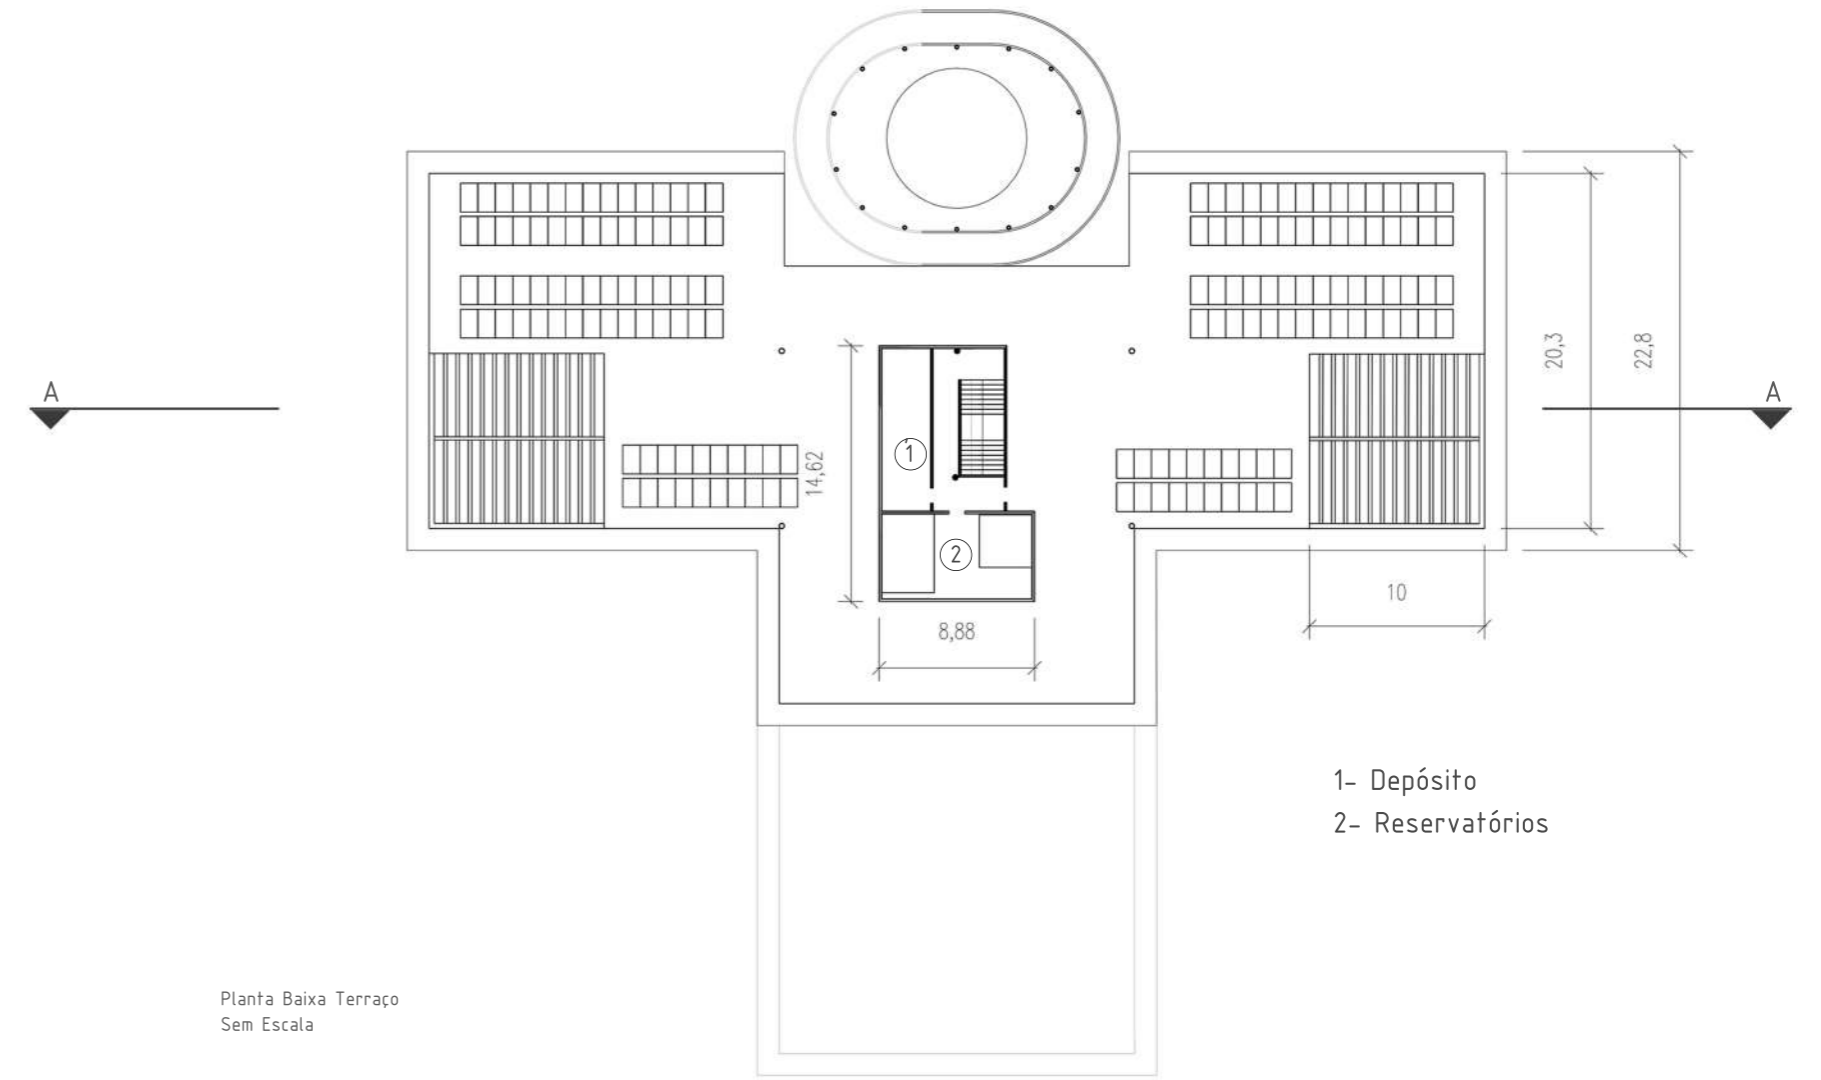 20,3
22,8
A
A
1
14,62
2
10
8,88
1- Depósito
2- Reservatórios
Planta Baixa Terraço
Sem Escala